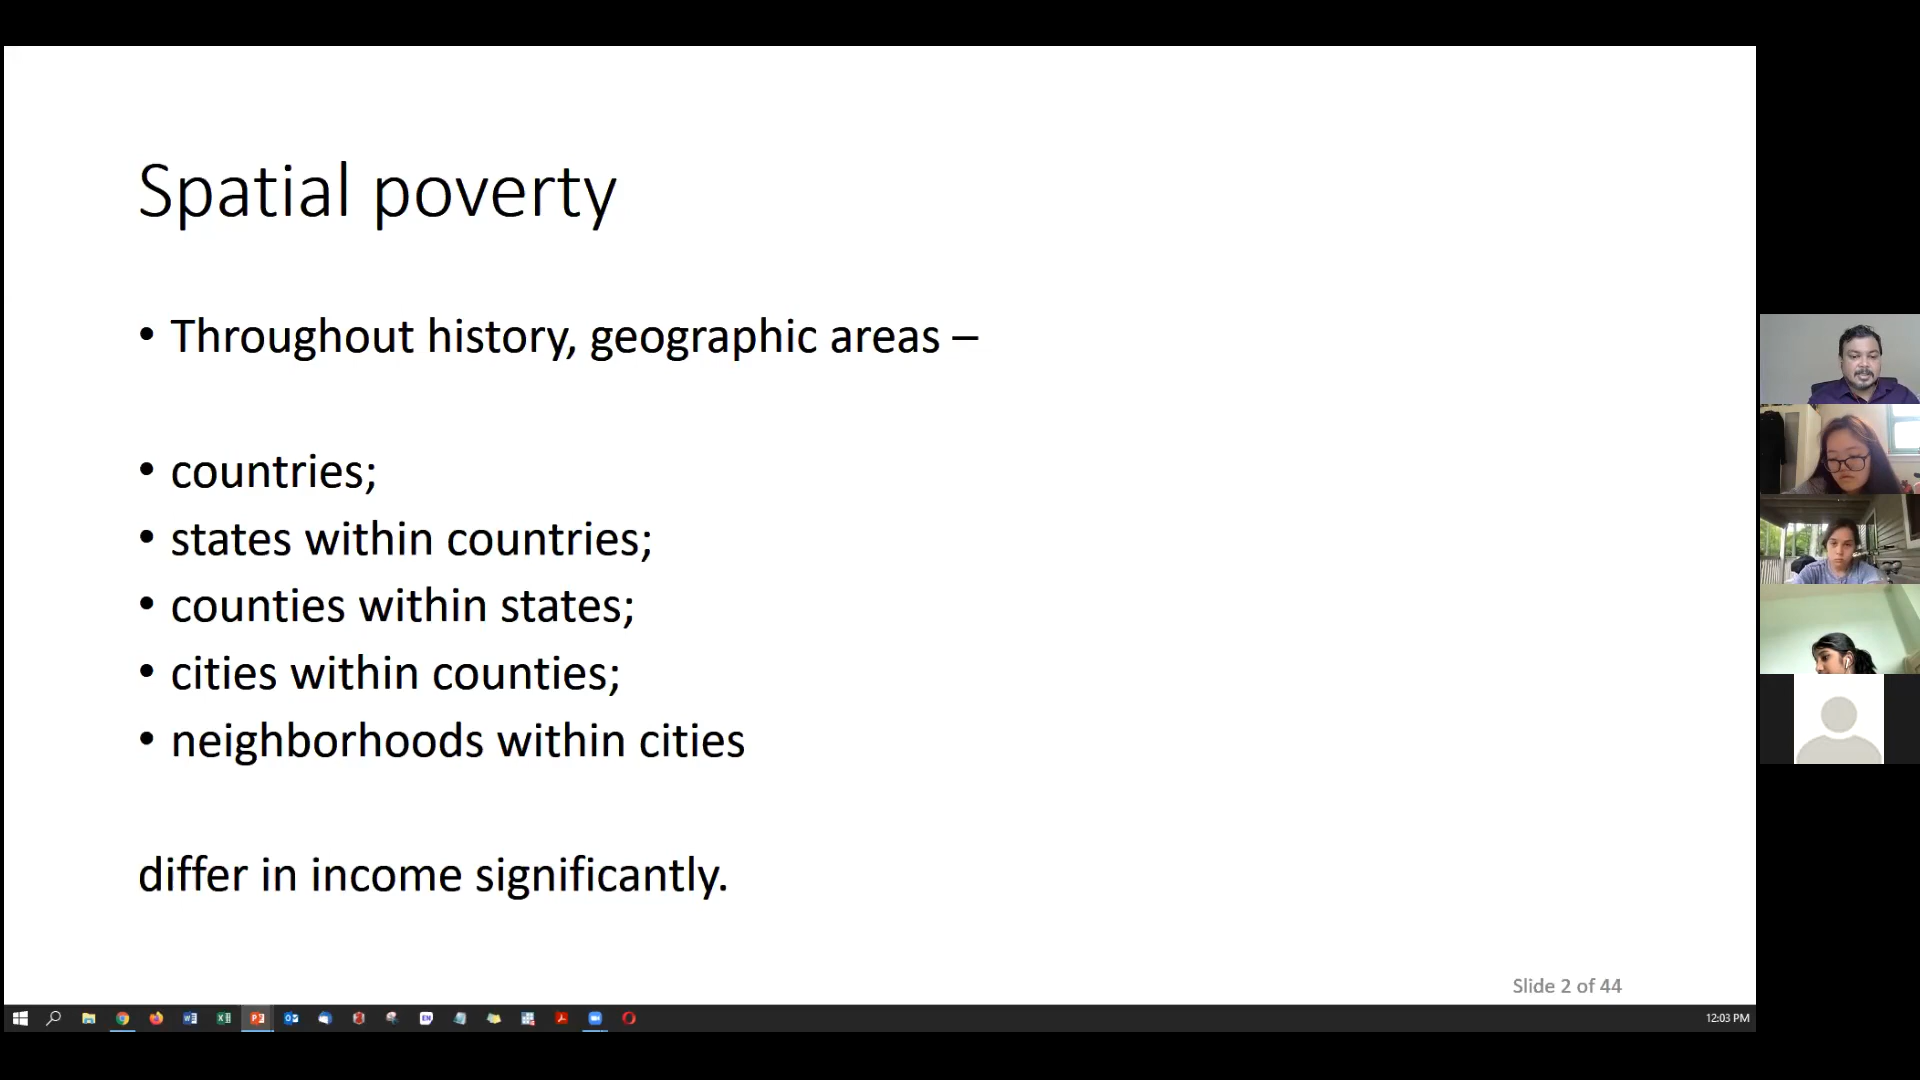 Spatial poverty
• Throughout history, geographic areas –
• countries;
• states within countries;
• counties within states;
• cities within counties;
• neighborhoods within cities
differ in income significantly.
Slide 2 of 44
12:03 PM